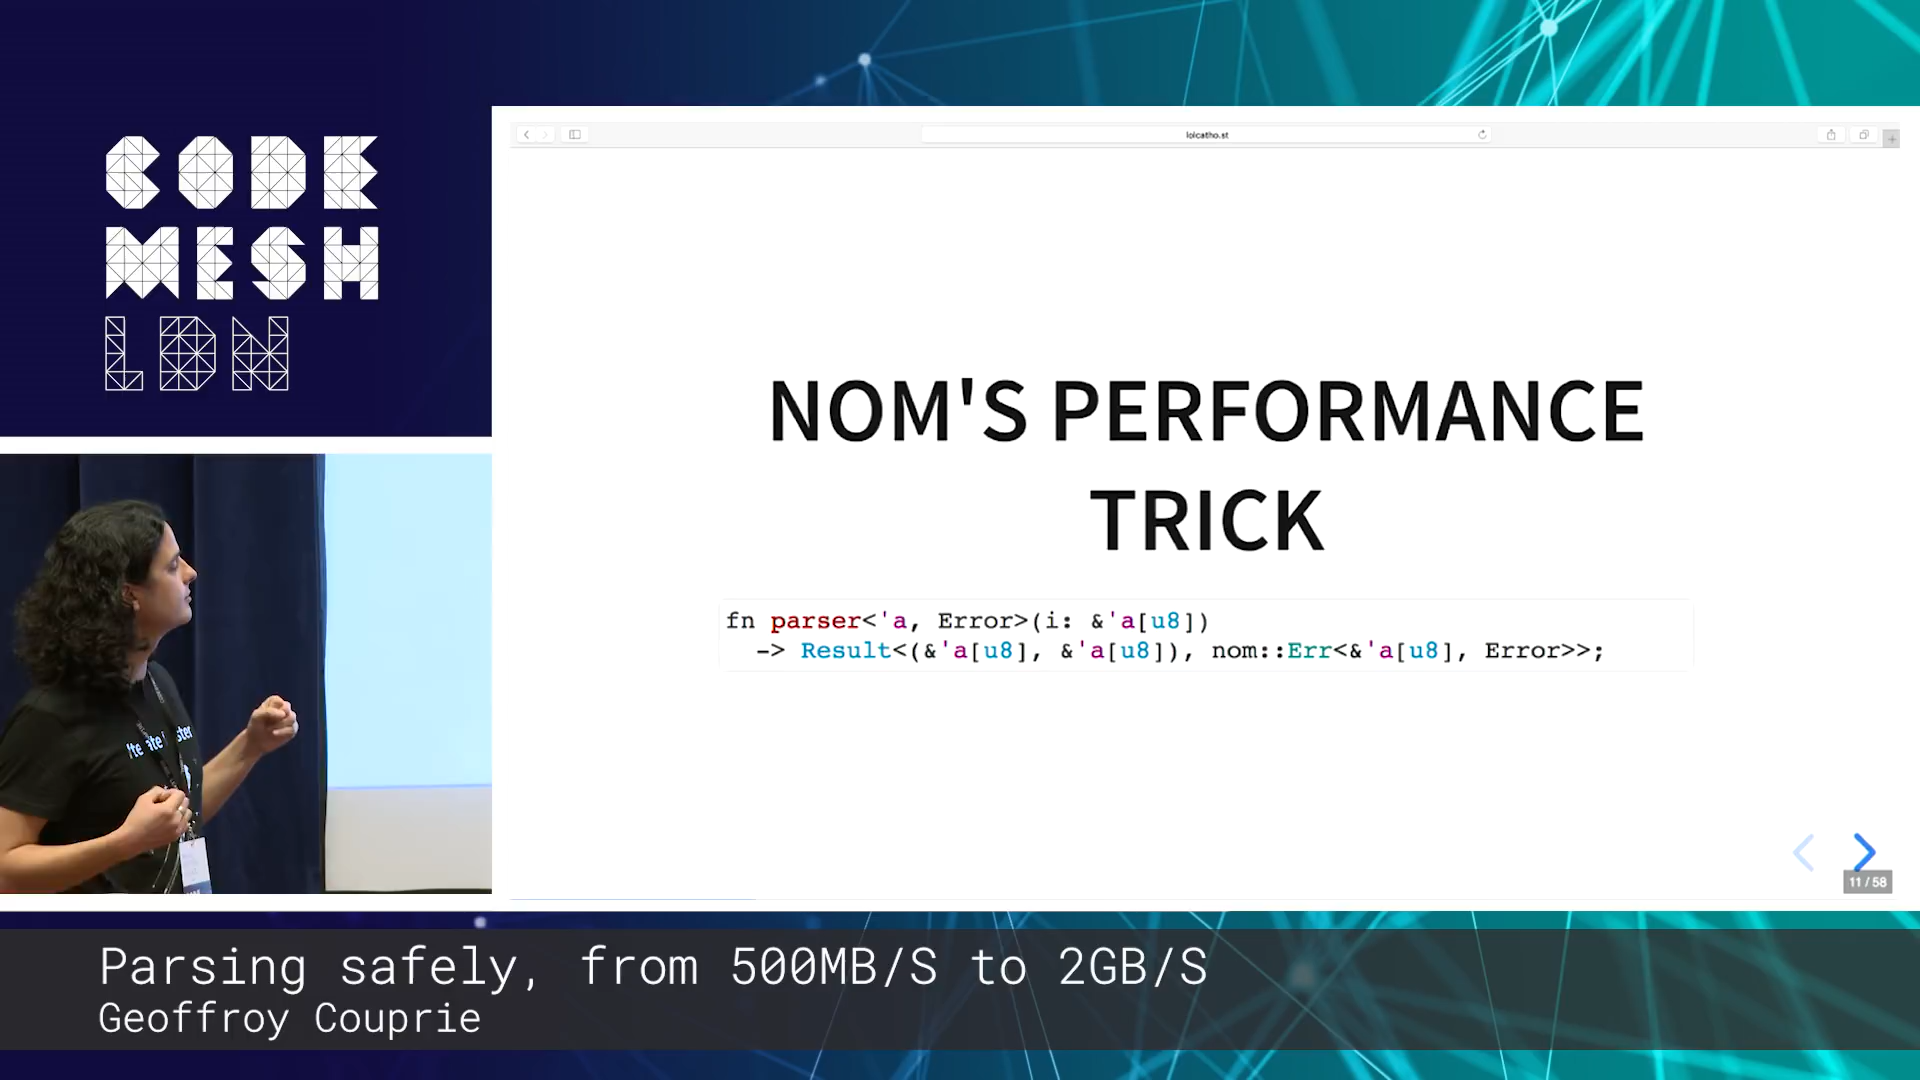 CODE
MESH
LDN
lolcatho.st
NOM'S PERFORMANCE
TRICK
fn parser<'a, Error>(i: &'a[u8])
-> Result<(&'a[u8], &'a[u8]), nom::Err<&'a[u8], Error>>;
11 / 58
Parsing safely, from 500MB/S to 2GB/S
Geoffroy Couprie